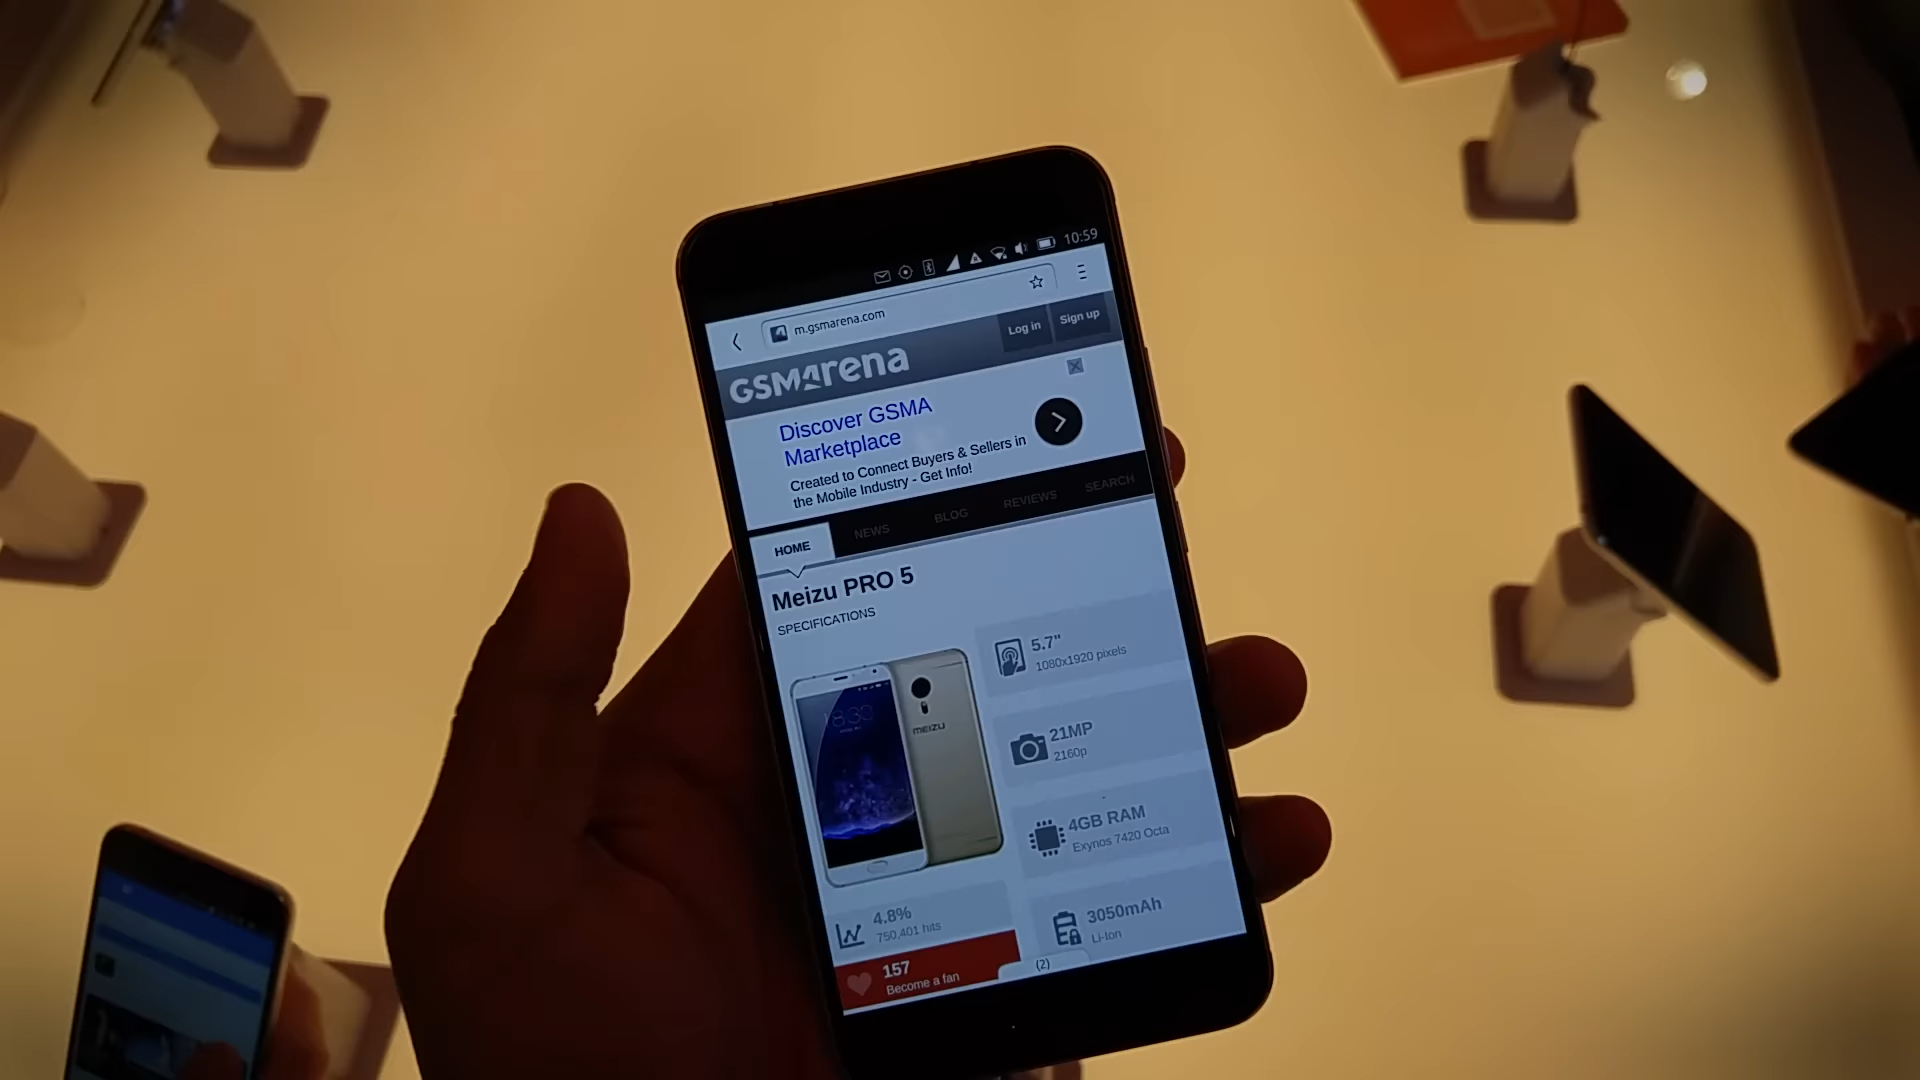 10:59
m.gsmarena.com
GSMArena
Log in
Sign up
Discover GSMA
Marketplace
Created to Connect Buyers & Sellers in
the Mobile Industry - Get Info!
HOME
NEWS
BLOG
REVIEWS
SEARCH
Meizu PRO 5
SPECIFICATIONS
5.7"
1080x1920 pixels
18:30
MEIZU
21MP
2160p
4GB RAM
Exynos 7420 Octa
4.8%
750,401 hits
3050mAh
Li-Ion
157
Become a fan
(2)